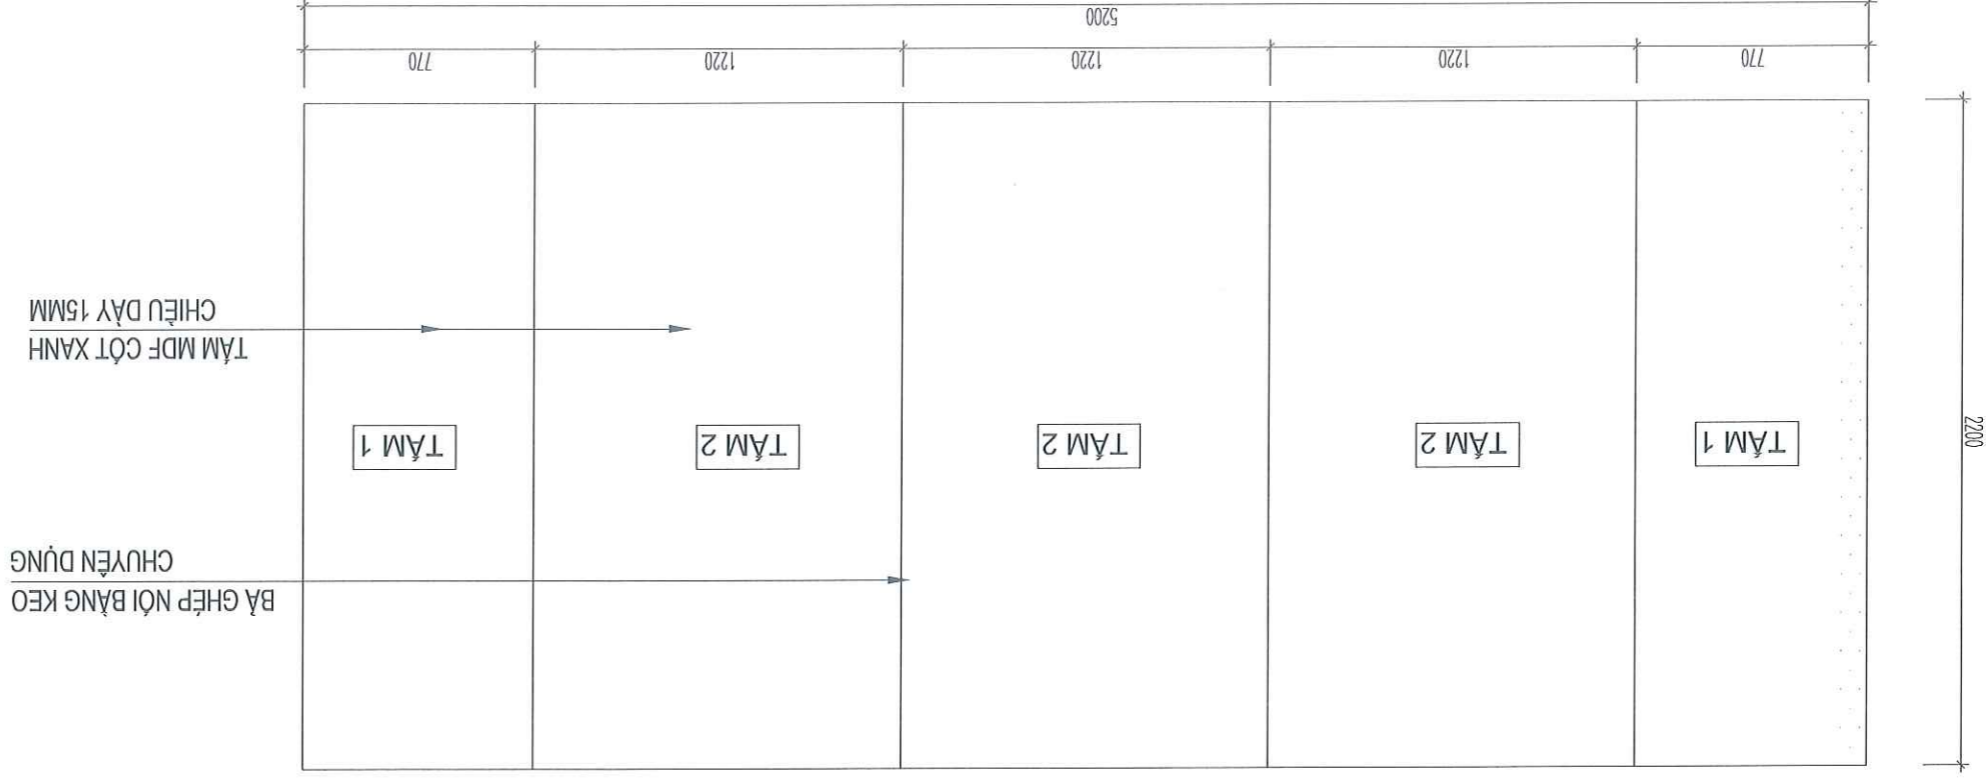 BẢ GHÉP NỐI BẰNG KEO
CHUYÊN DỤNG
2200
TẤM 1
TẤM 2
TẤM 2
TẤM 2
TẤM 1
TẤM MDF CỐT XANH
CHIỀU DÀY 15MM
770
1220
1220
1220
770
5200